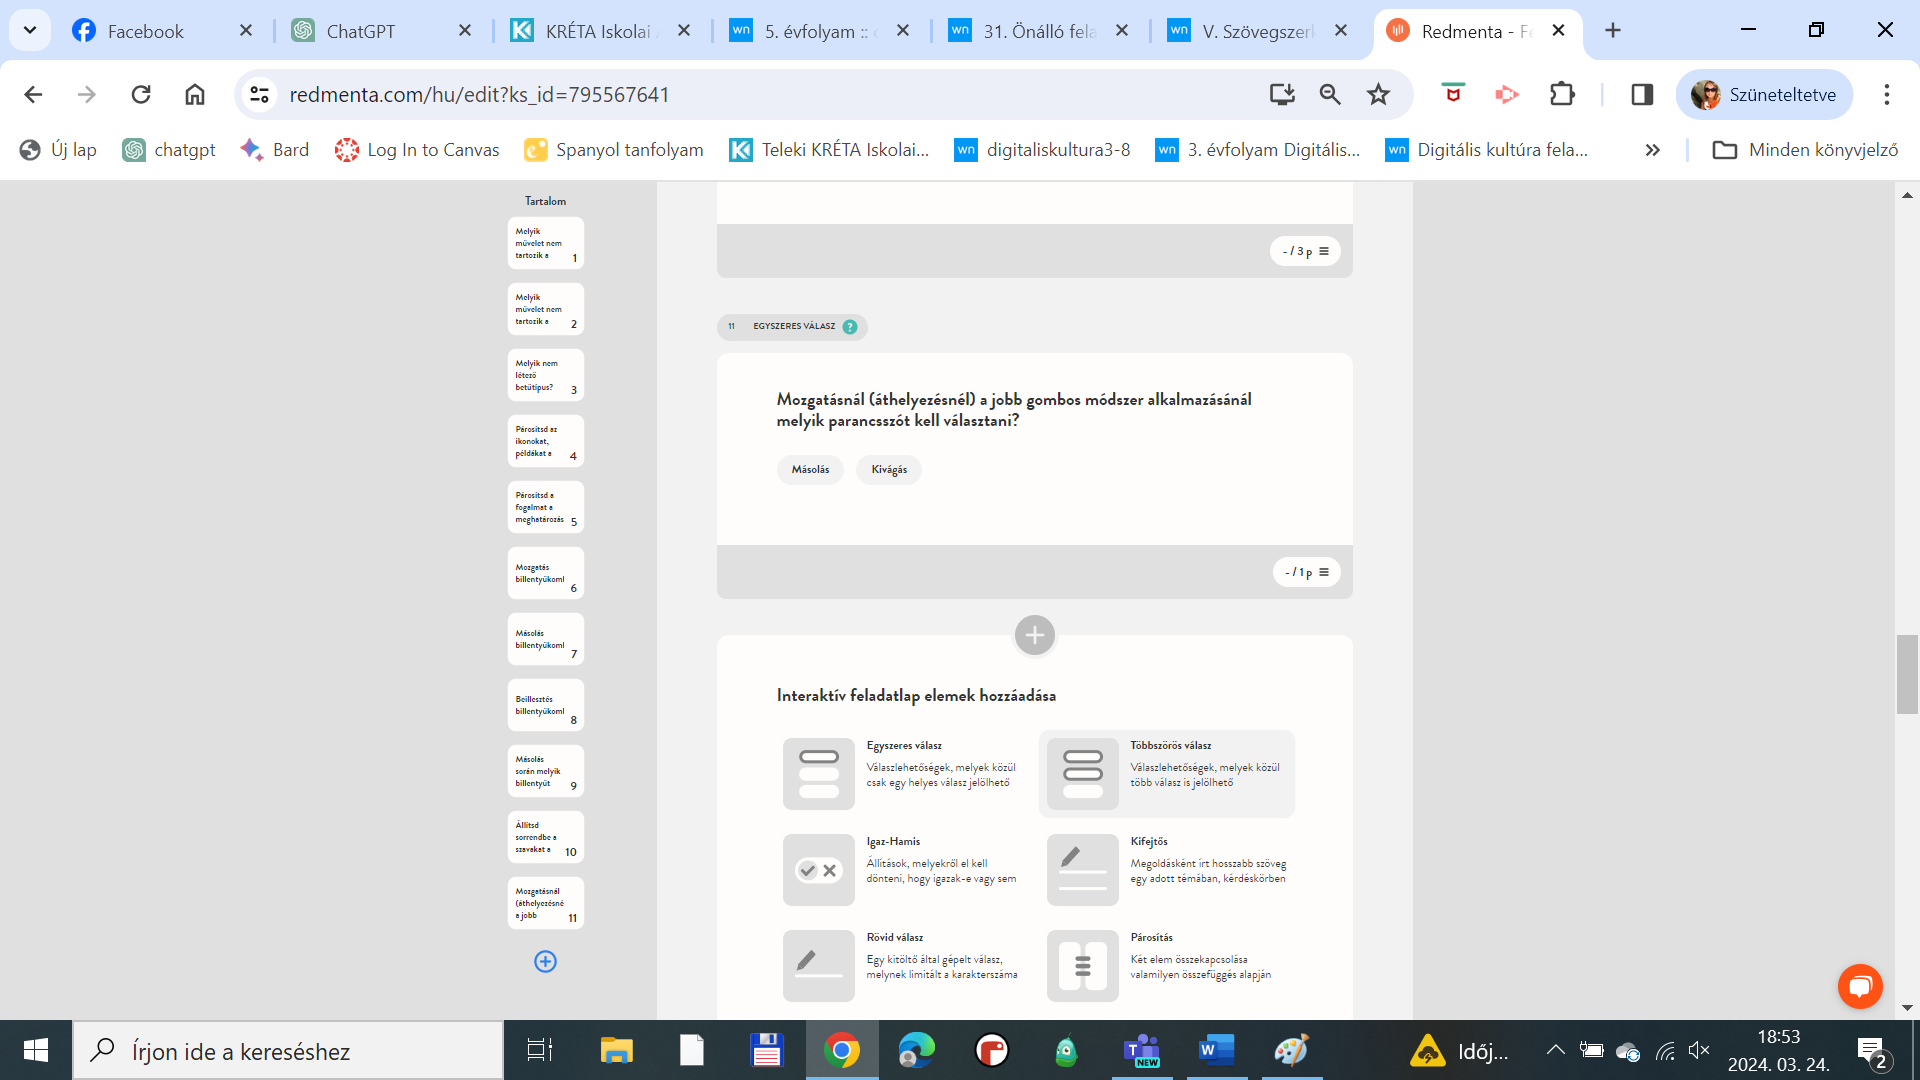 Facebook
ChatGPT
KRÉTA Iskolai
5. évfolyam ::
31. Önálló fela
V. Szövegszerk
Redmenta - Fe
redmenta.com/hu/edit?ks_id=795567641
Szüneteltetve
Új lap
chatgpt
Bard
Log In to Canvas
Spanyol tanfolyam
Teleki KRÉTA Iskolai...
digitaliskultura3-8
3. évfolyam Digitális...
Digitális kultúra fela...
Minden könyvjelző
Tartalom
Melyik
művelet nem
tartozik a
1
Melyik
művelet nem
tartozik a
2
Melyik nem
létező
betűtípus?
3
Párosítsd az
ikonokat,
példákat a
4
Párosítsd a
fogalmat a
meghatározás
5
Mozgatás
billentyűkoml
6
Másolás
billentyűkoml
7
Beillesztés
billentyűkoml
8
Másolás
során melyik
billentyűt
9
Állítsd
sorrendbe a
szavakat a
10
Mozgatásnál
(áthelyezésné
a jobb
11
- / 3 p
11 EGYSZERES VÁLASZ ?
Mozgatásnál (áthelyezésnél) a jobb gombos módszer alkalmazásánál
melyik parancsszót kell választani?
Másolás
Kivágás
- / 1 p
Interaktív feladatlap elemek hozzáadása
Egyszeres válasz
Válaszlehetőségek, melyek közül
csak egy helyes válasz jelölhető
Többszörös válasz
Válaszlehetőségek, melyek közül
több válasz is jelölhető
Igaz-Hamis
Állítások, melyekről el kell
dönteni, hogy igazak-e vagy sem
Kifejtős
Megoldásként írt hosszabb szöveg
egy adott témában, kérdéskörben
Rövid válasz
Egy kitöltő által gépelt válasz,
melynek limitált a karakterszáma
Párosítás
Két elem összekapcsolása
valamilyen összefüggés alapján
Írjon ide a kereséshez
NEW
Időj...
18:53
2024. 03. 24.
2